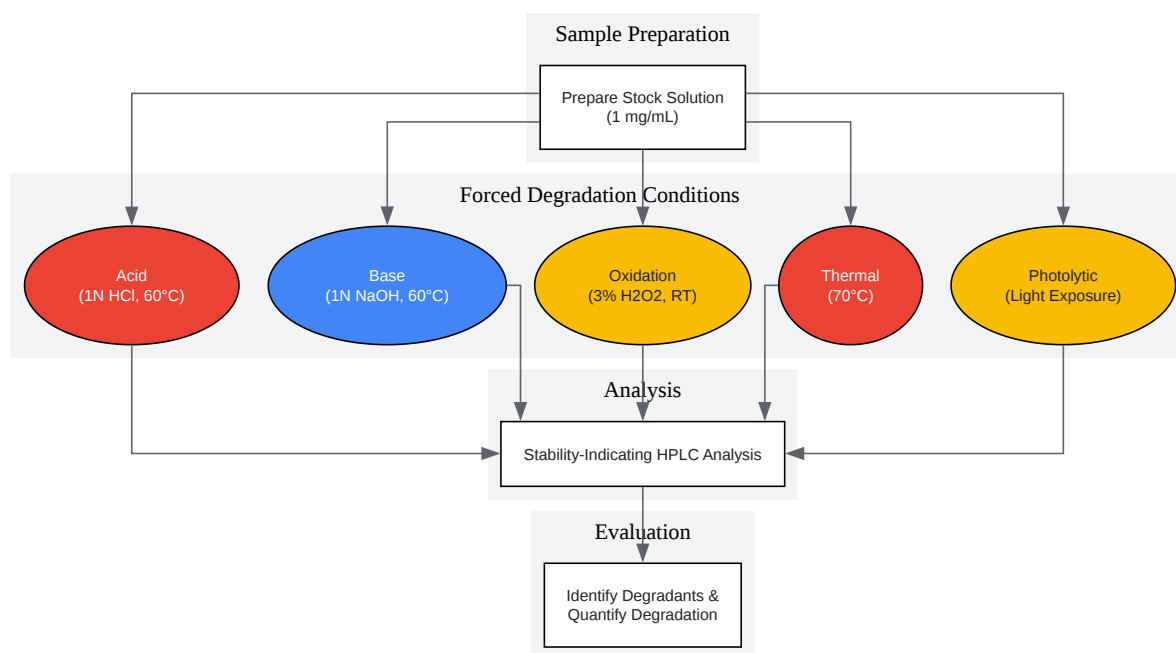 Sample Preparation
Prepare Stock Solution
(1 mg/mL)
Forced Degradation Conditions
Acid
(1N HCl, 60°C)
Base
(1N NaOH, 60°C)
Oxidation
(3% H2O2, RT)
Thermal
(70°C)
Photolytic
(Light Exposure)
Analysis
Stability-Indicating HPLC Analysis
Evaluation
Identify Degradants &
Quantify Degradation